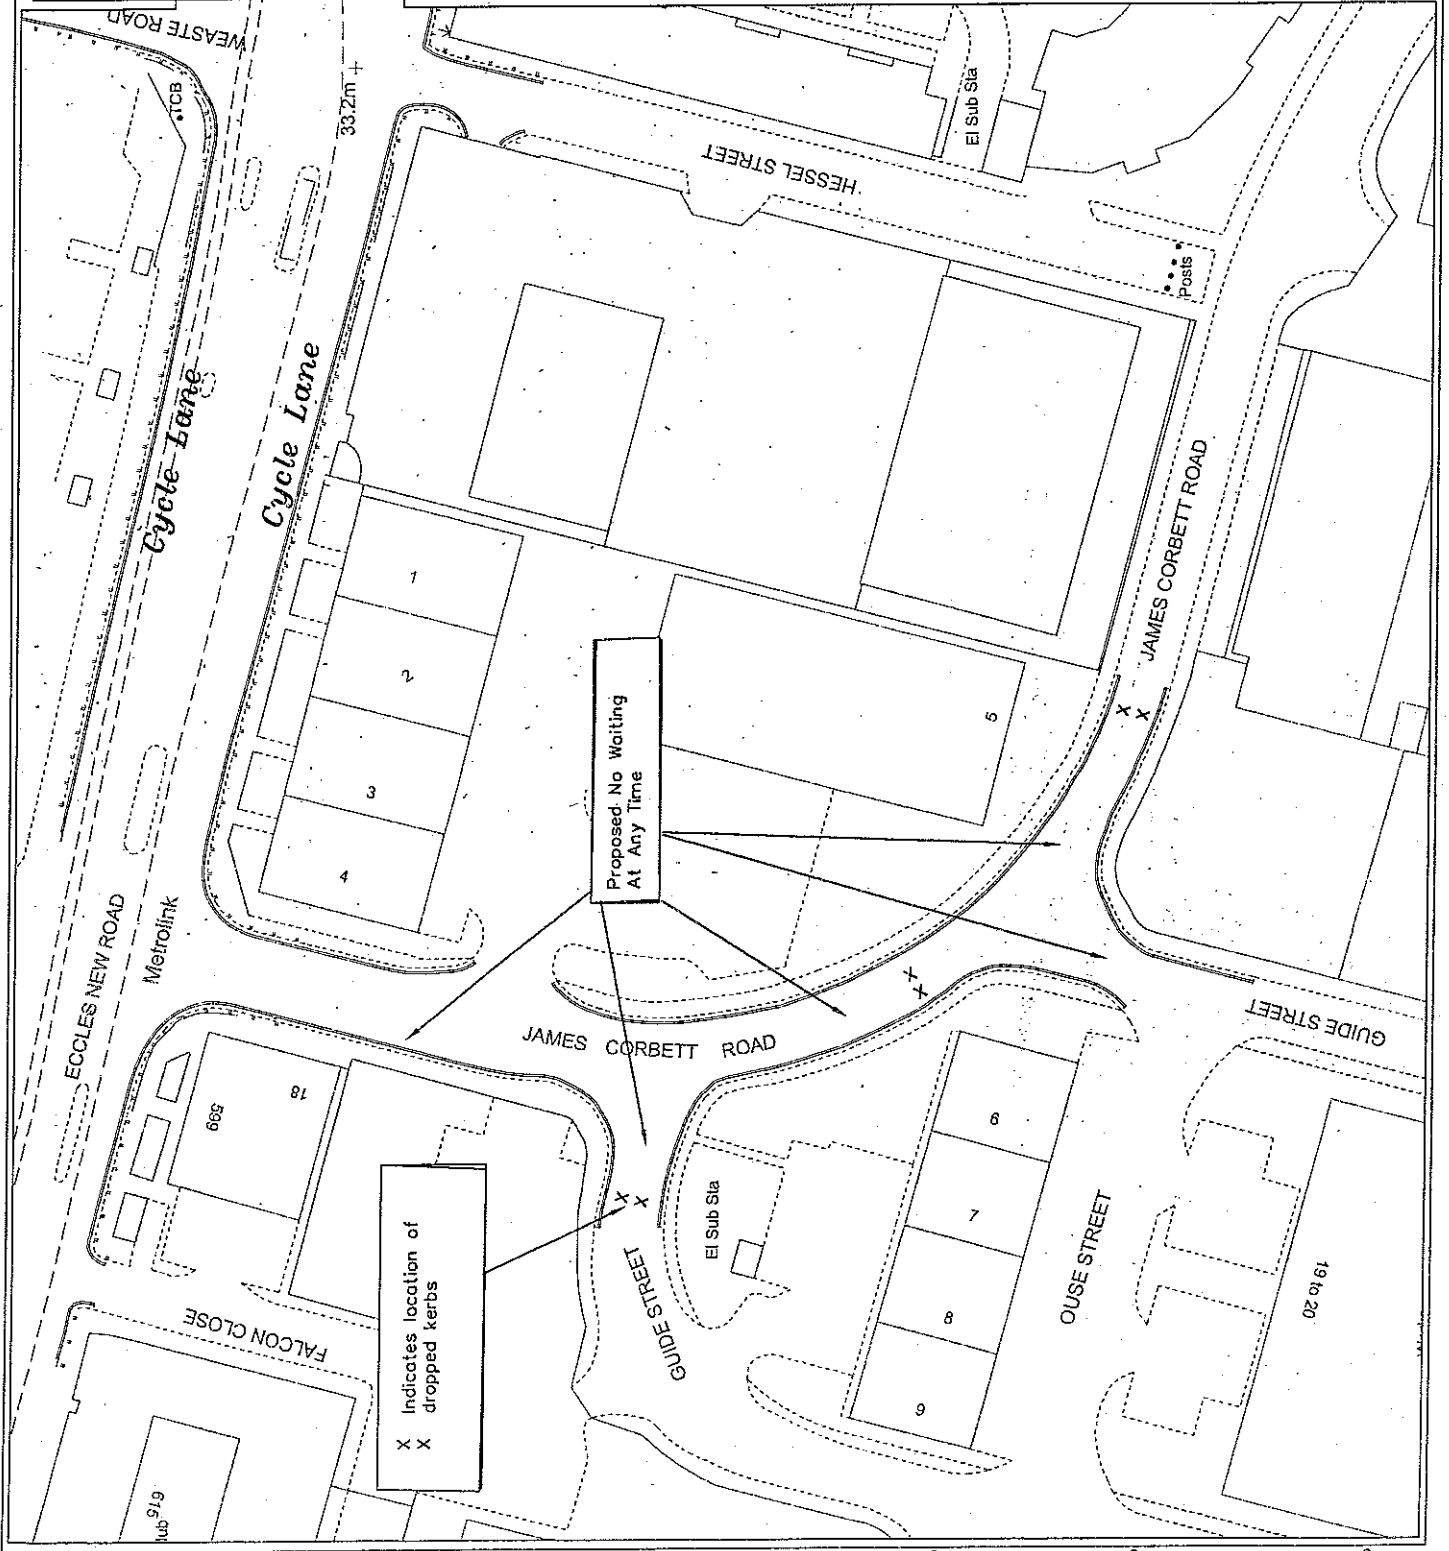 WEASTE ROAD
TCB
33.2m
El Sub Sta
HESSEL STREET
Posts
Cycle Lane
Cycle Lane
JAMES CORBETT ROAD
1
2
3
4
5
Proposed No Waiting
At Any Time
ECCLES NEW ROAD
Metrolink
JAMES CORBETT ROAD
GUIDE STREET
599
18
X Indicates location of
X dropped kerbs
X
X
X
X
X
X
El Sub Sta
GUIDE STREET
FALCON CLOSE
6
7
8
9
OUSE STREET
19 to 20
615